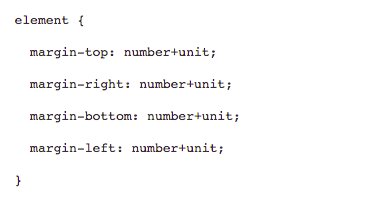 element {
margin-top: number+unit;
margin-right: number+unit;
margin-bottom: number+unit;
margin-left: number+unit;
}